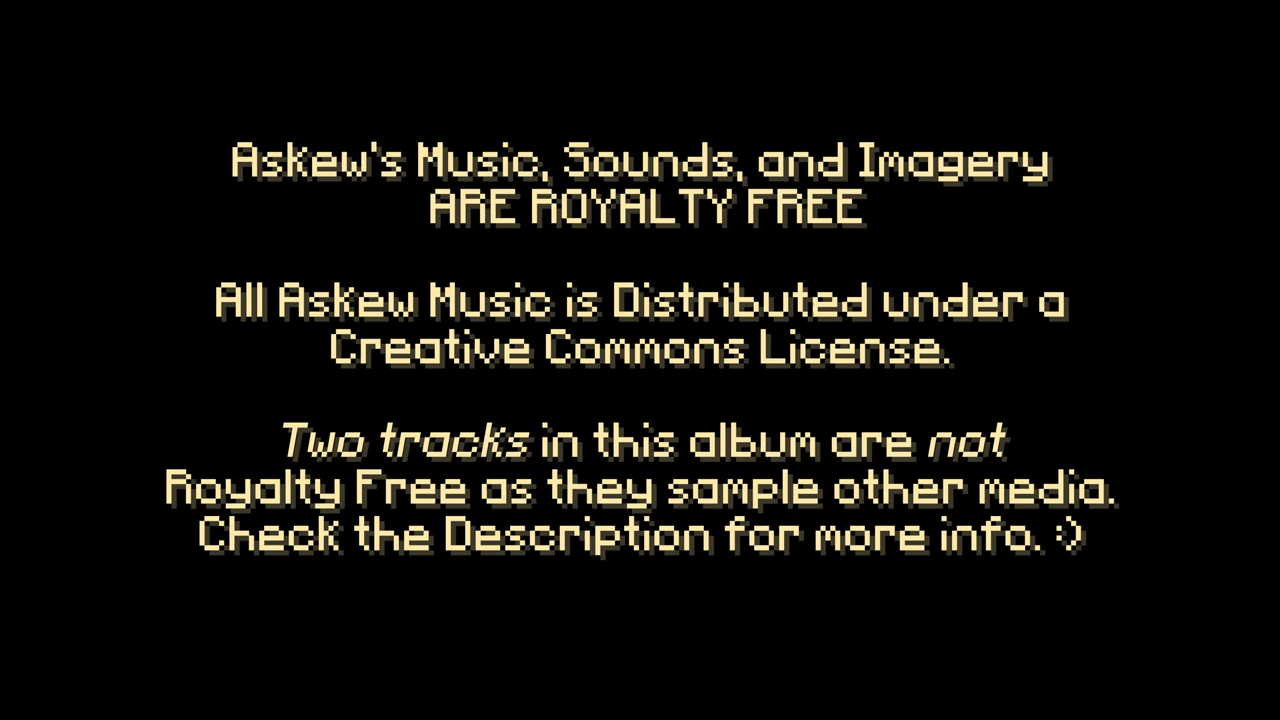 Askew's Music, Sounds, and Imagery
ARE ROYALTY FREE
All Askew Music is Distributed under a
Creative Commons License.
Two tracks in this album are not
Royalty Free as they sample other media.
Check the Description for more info. :)